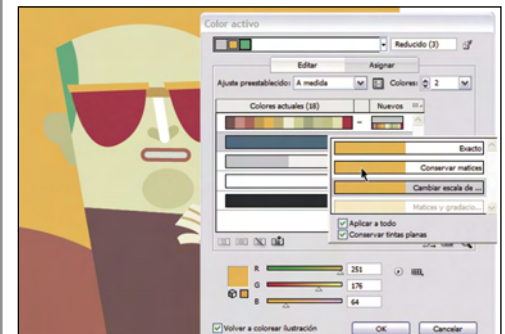 Color activo
Reducido (3)
Editar Asignar
Ajuste preestablecido: A medida Colores: 2
Colores actuales (18) Nuevos
Exacto
Conservar matices
Cambiar escala de ...
Matices y gradacio...
Aplicar a todo
Conservar tintas planas
R 251
G 176
B 64
Volver a colorear ilustración OK Cancelar